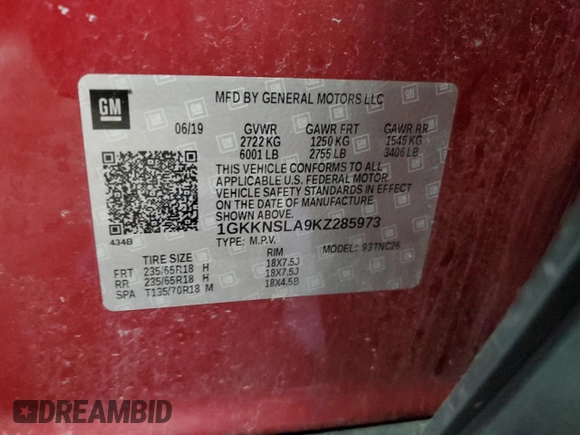 GM
MFD BY GENERAL MOTORS LLC
06/19 GVWR GAWR FRT GAWR RR
2722 KG 1250 KG 1545 KG
6001 LB 2755 LB 3406 LB
THIS VEHICLE CONFORMS TO ALL
APPLICABLE U.S. FEDERAL MOTOR
VEHICLE SAFETY STANDARDS IN EFFECT
ON THE DATE OF MANUFACTURE
SHOWN ABOVE.
1GKKNSLA9KZ285973
434B TYPE: M.P.V. MODEL: 93TNC26
TIRE SIZE RIM
FRT 235/65R18 H 18X7.5J
RR 235/65R18 H 18X7.5J
SPA T135/70R18 M 18X4.5B
DREAMBID